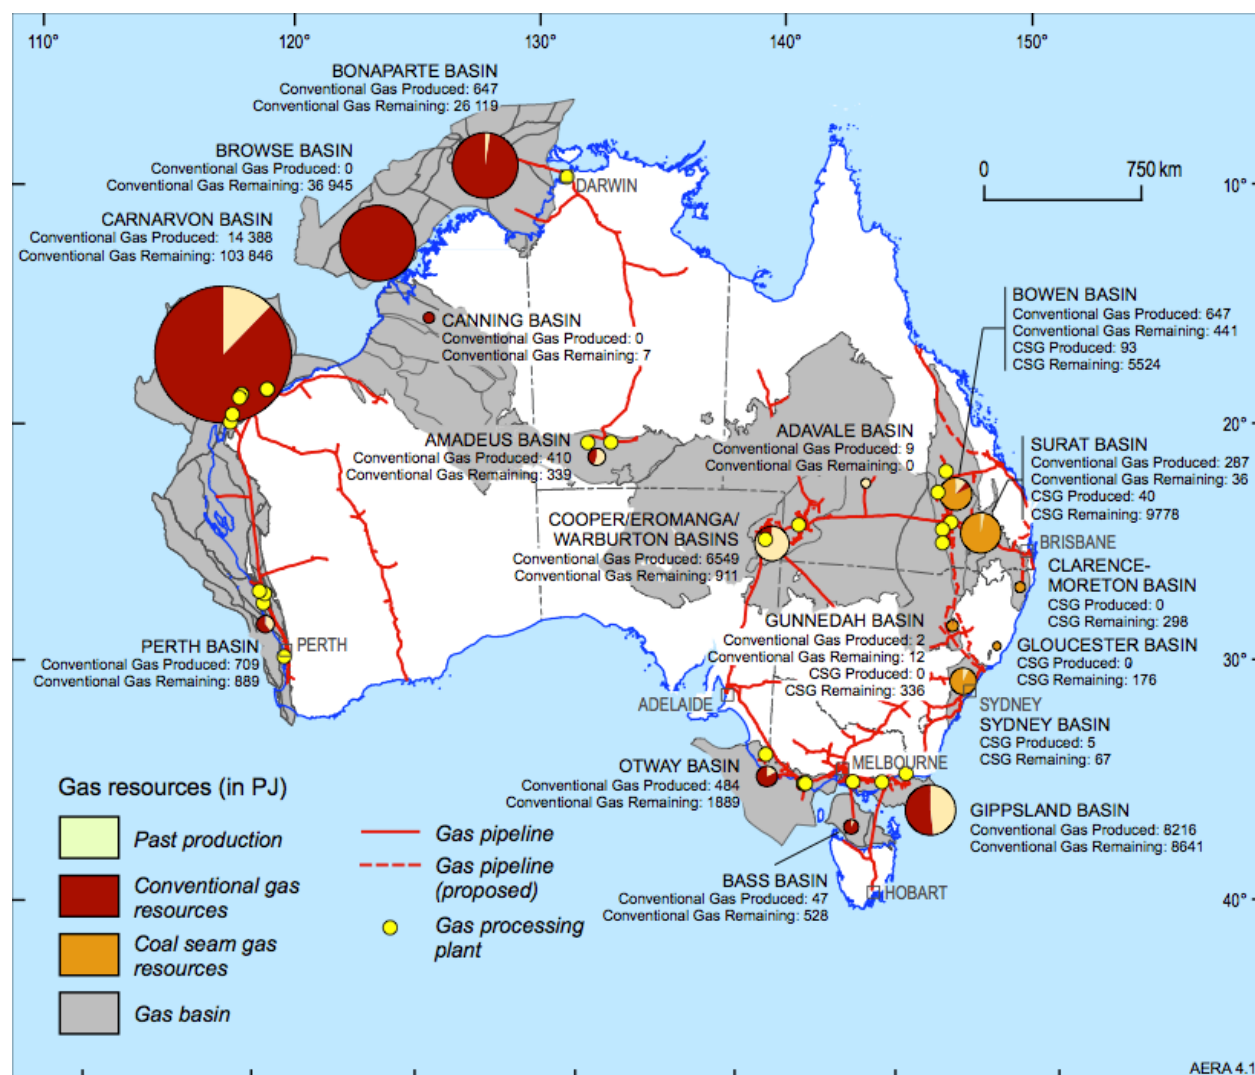 110°
120°
130°
140°
150°
BONAPARTE BASIN
Conventional Gas Produced: 647
Conventional Gas Remaining: 26 119
BROWSE BASIN
Conventional Gas Produced: 0
Conventional Gas Remaining: 36 945
CARNARVON BASIN
Conventional Gas Produced: 14 388
Conventional Gas Remaining: 103 846
DARWIN
0
750 km
10°
CANNING BASIN
Conventional Gas Produced: 0
Conventional Gas Remaining: 7
BOWEN BASIN
Conventional Gas Produced: 647
Conventional Gas Remaining: 441
CSG Produced: 93
CSG Remaining: 5524
20°
AMADEUS BASIN
Conventional Gas Produced: 410
Conventional Gas Remaining: 339
ADAVALE BASIN
Conventional Gas Produced: 9
Conventional Gas Remaining: 0
SURAT BASIN
Conventional Gas Produced: 287
Conventional Gas Remaining: 36
CSG Produced: 40
CSG Remaining: 9778
COOPER/EROMANGA/
WARBURTON BASINS
Conventional Gas Produced: 6549
Conventional Gas Remaining: 911
BRISBANE
CLARENCE-
MORETON BASIN
CSG Produced: 0
CSG Remaining: 298
GUNNEDAH BASIN
Conventional Gas Produced: 2
Conventional Gas Remaining: 12
CSG Produced: 0
CSG Remaining: 336
GLOUCESTER BASIN
CSG Produced: 0
CSG Remaining: 176
30°
PERTH BASIN
Conventional Gas Produced: 709
Conventional Gas Remaining: 889
PERTH
ADELAIDE
SYDNEY
SYDNEY BASIN
CSG Produced: 5
CSG Remaining: 67
OTWAY BASIN
Conventional Gas Produced: 484
Conventional Gas Remaining: 1889
MELBOURNE
GIPPSLAND BASIN
Conventional Gas Produced: 8216
Conventional Gas Remaining: 8641
BASS BASIN
Conventional Gas Produced: 47
Conventional Gas Remaining: 528
HOBART
40°
Gas resources (in PJ)
Past production
Conventional gas
resources
Coal seam gas
resources
Gas basin
Gas pipeline
Gas pipeline
(proposed)
Gas processing
plant
AERA 4.1